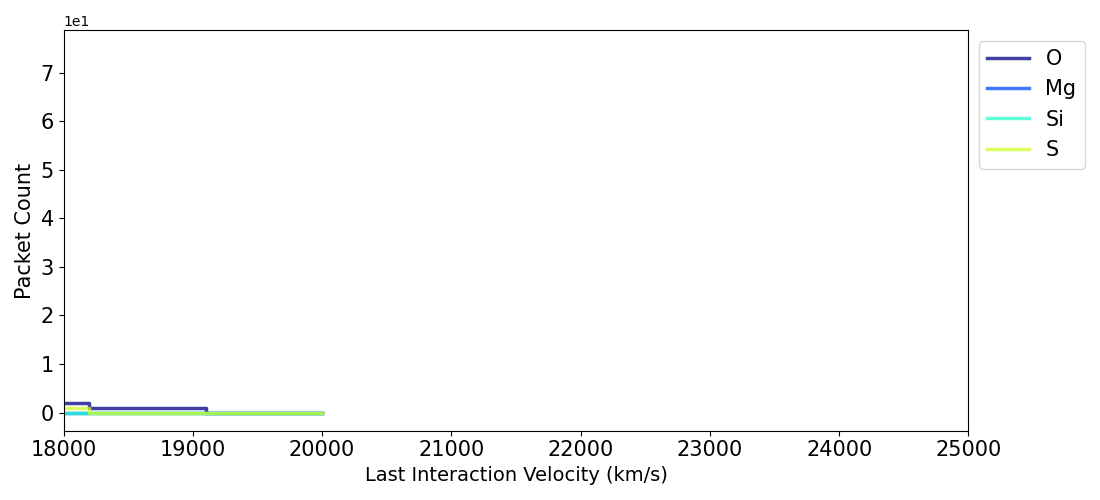 1e1
7
6
5
4
3
2
1
0
Packet Count
18000 19000 20000 21000 22000 23000 24000 25000
Last Interaction Velocity (km/s)
O
Mg
Si
S